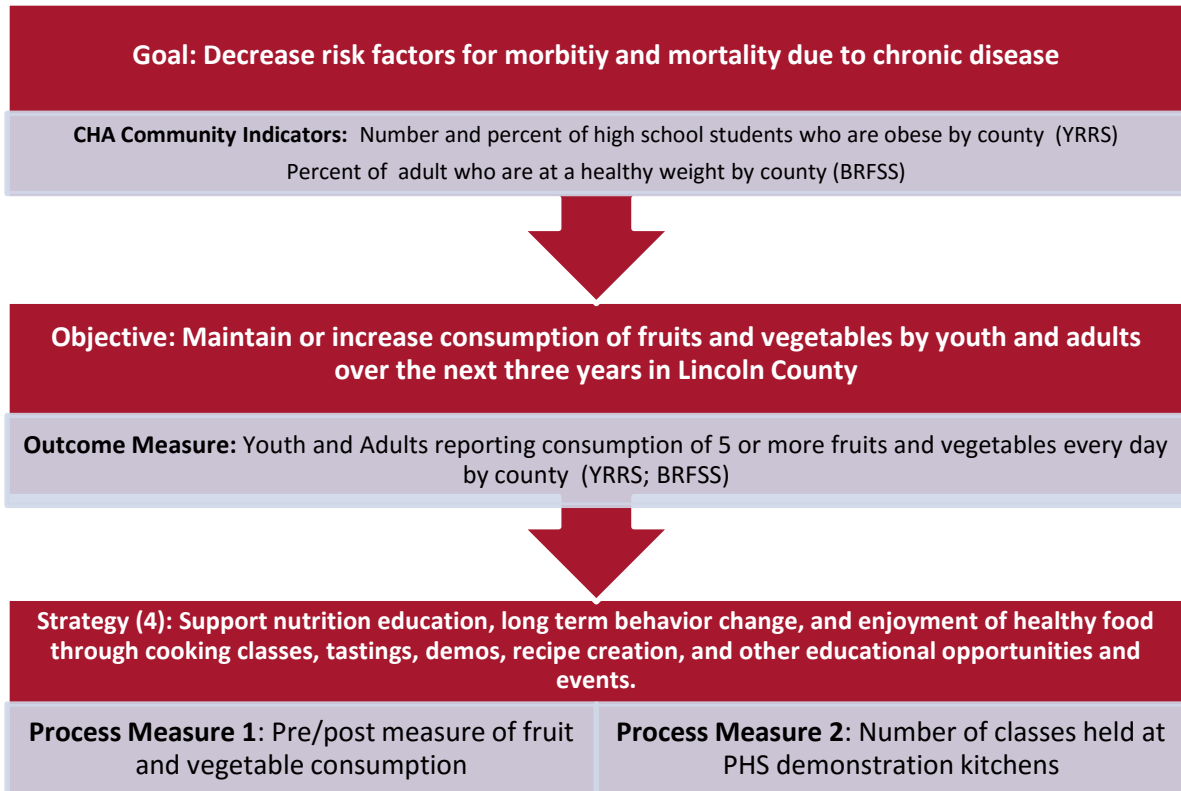 Goal: Decrease risk factors for morbitiy and mortality due to chronic disease
CHA Community Indicators: Number and percent of high school students who are obese by county (YRRS)
Percent of adult who are at a healthy weight by county (BRFSS)
Objective: Maintain or increase consumption of fruits and vegetables by youth and adults
over the next three years in Lincoln County
Outcome Measure: Youth and Adults reporting consumption of 5 or more fruits and vegetables every day
by county (YRRS; BRFSS)
Strategy (4): Support nutrition education, long term behavior change, and enjoyment of healthy food
through cooking classes, tastings, demos, recipe creation, and other educational opportunities and
events.
Process Measure 1: Pre/post measure of fruit
and vegetable consumption
Process Measure 2: Number of classes held at
PHS demonstration kitchens